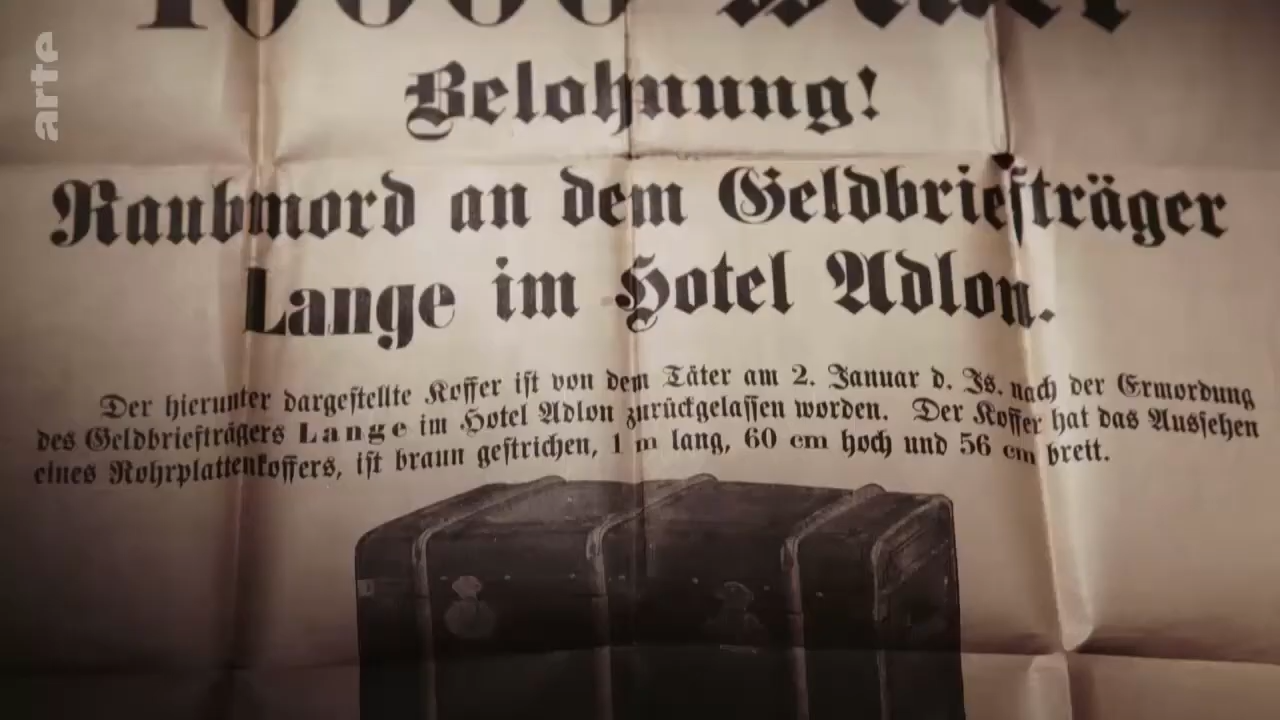 arte
10000 Mark
Belohnung!
Raubmord an dem Geldbriefträger
Lange im Hotel Adlon.
Der hierunter dargestellte Koffer ist von dem Täter am 2. Januar d. Js. nach der Ermordung
des Geldbriefträgers Lange im Hotel Adlon zurückgelassen worden. Der Koffer hat das Aussehen
eines Rohrplattenkoffers, ist braun gestrichen, 1 m lang, 60 cm hoch und 56 cm breit.